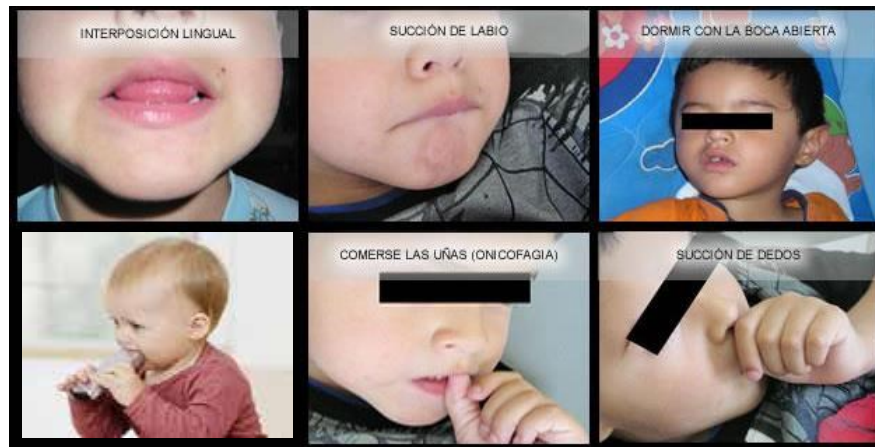 INTERPOSICIÓN LINGUAL
SUCCIÓN DE LABIO
DORMIR CON LA BOCA ABIERTA
COMERSE LAS UÑAS (ONICOFAGIA)
SUCCIÓN DE DEDOS